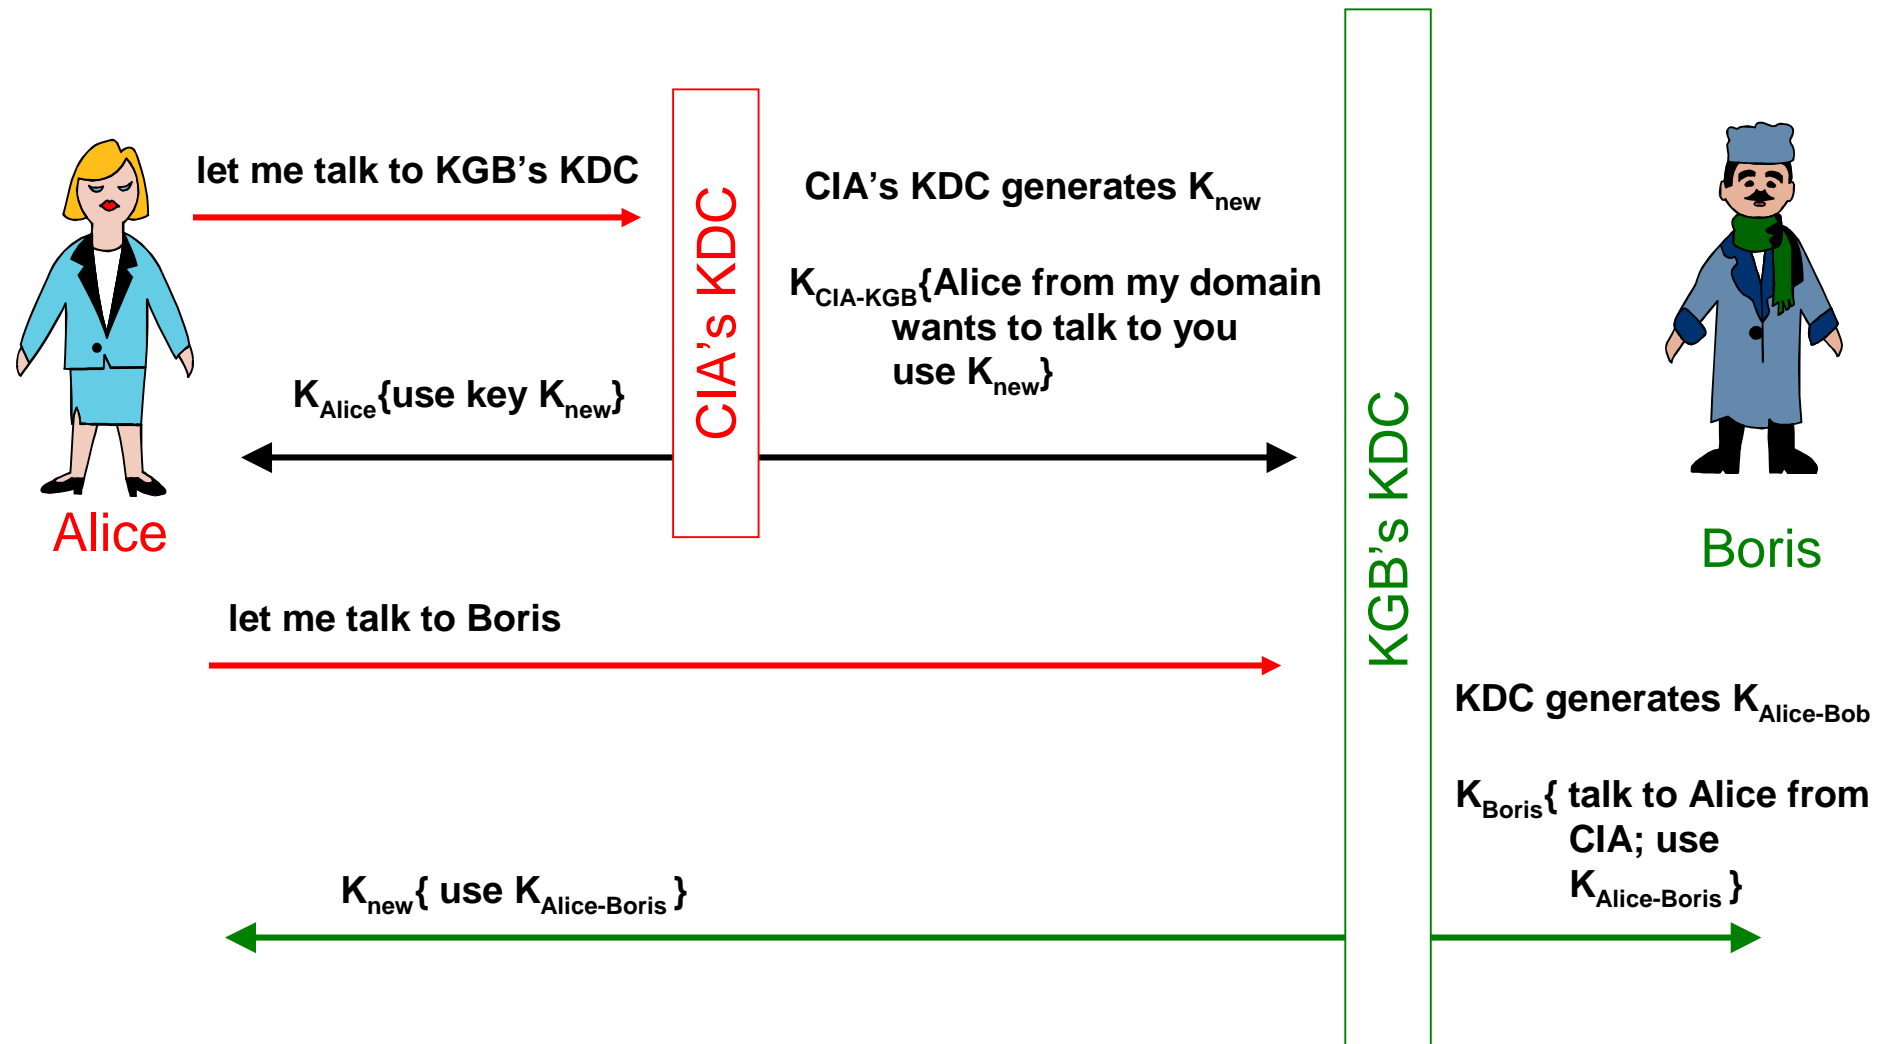 let me talk to KGB’s KDC
CIA’s KDC
CIA’s KDC generates Knew
KCIA-KGB{Alice from my domain
wants to talk to you
use Knew}
KAlice{use key Knew}
Alice
KGB’s KDC
Boris
let me talk to Boris
KDC generates KAlice-Bob
KBoris{ talk to Alice from
CIA; use
KAlice-Boris }
Knew{ use KAlice-Boris }